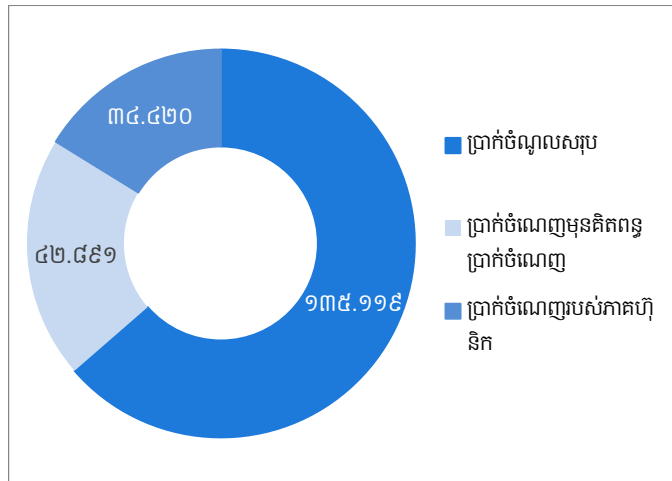 ៣៤.៤២០
៤២.៨៩១
១៣៥.១១៩
ប្រាក់ចំណូលសរុប
ប្រាក់ចំណេញមុនគិតពន្ធ
ប្រាក់ចំណេញ
ប្រាក់ចំណេញរបស់ភាគហ៊ុ
និក